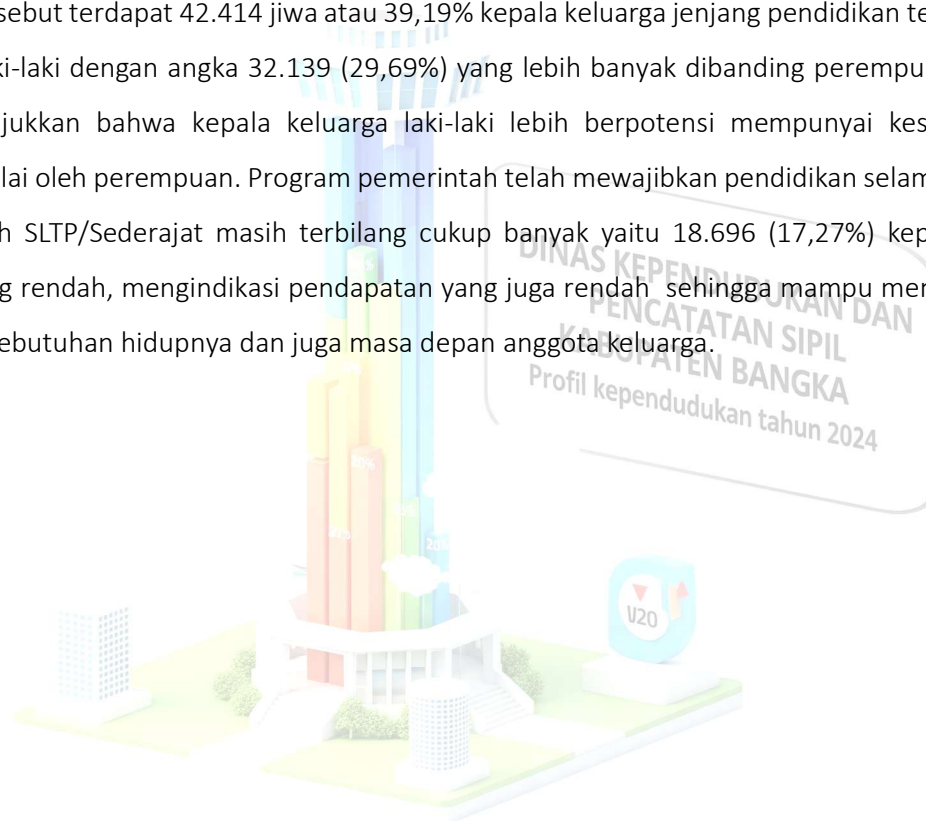 sebut terdapat 42.414 jiwa atau 39,19% kepala keluarga jenjang pendidikan te
ki-laki dengan angka 32.139 (29,69%) yang lebih banyak dibanding perempu
jukkan bahwa kepala keluarga laki-laki lebih berpotensi mempunyai kes
lai oleh perempuan. Program pemerintah telah mewajibkan pendidikan selam
h SLTP/Sederajat masih terbilang cukup banyak yaitu 18.696 (17,27%) kep
g rendah, mengindikasi pendapatan yang juga rendah sehingga mampu mer
ebutuhan hidupnya dan juga masa depan anggota keluarga.
DINAS KEPENDUDUKAN DAN
PENCATATAN SIPIL
KABUPATEN BANGKA
Profil kependudukan tahun 2024
20%
V20